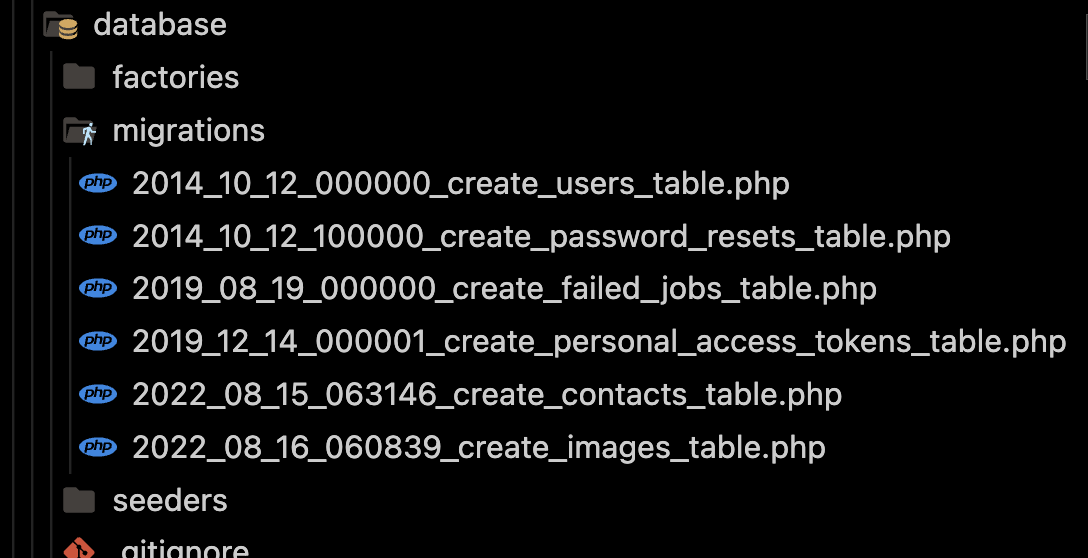 database
factories
migrations
php 2014_10_12_000000_create_users_table.php
php 2014_10_12_100000_create_password_resets_table.php
php 2019_08_19_000000_create_failed_jobs_table.php
php 2019_12_14_000001_create_personal_access_tokens_table.php
php 2022_08_15_063146_create_contacts_table.php
php 2022_08_16_060839_create_images_table.php
seeders
.gitignore